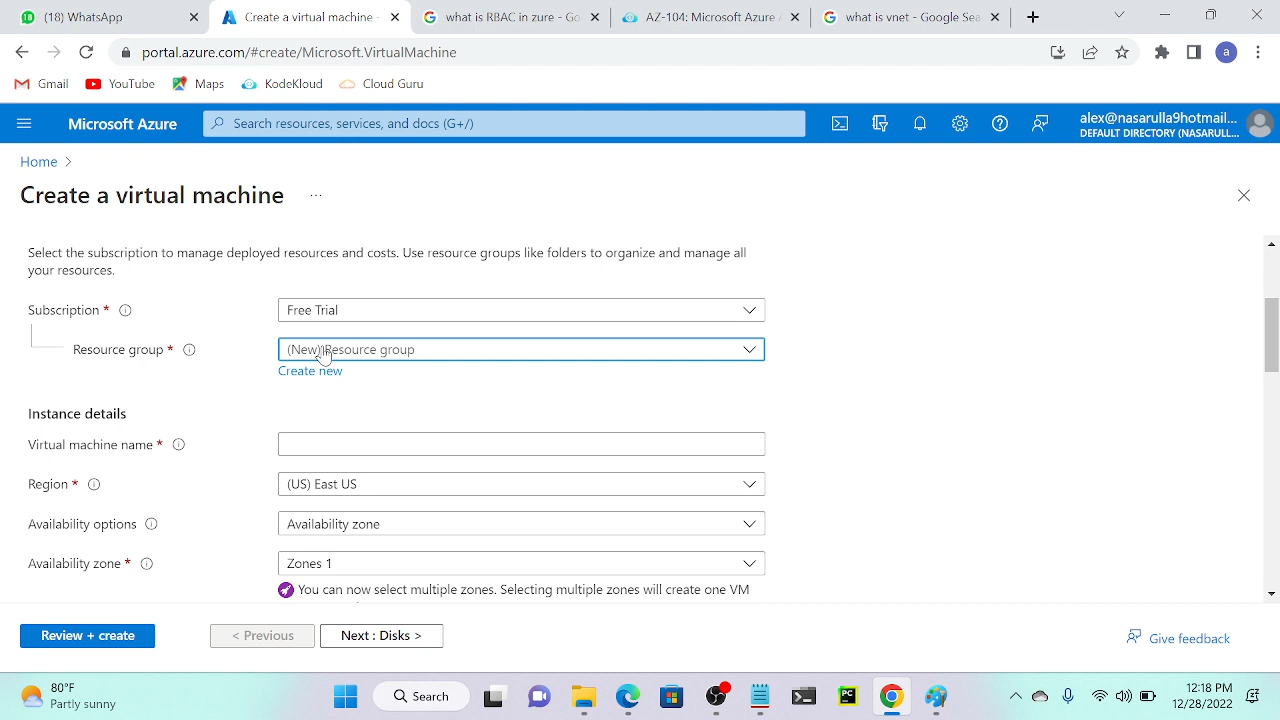 (18) WhatsApp
Create a virtual machine -
what is RBAC in zure - Go
AZ-104: Microsoft Azure
what is vnet - Google Sea
portal.azure.com/#create/Microsoft.VirtualMachine
a
Gmail
YouTube
Maps
KodeKloud
Cloud Guru
Microsoft Azure
Search resources, services, and docs (G+/)
alex@nasarulla9hotmail...
DEFAULT DIRECTORY (NASARULL...
Home >
Create a virtual machine ...
Select the subscription to manage deployed resources and costs. Use resource groups like folders to organize and manage all
your resources.
Subscription *
Free Trial
Resource group *
(New) Resource group
Create new
Instance details
Virtual machine name *
Region *
(US) East US
Availability options
Availability zone
Availability zone *
Zones 1
You can now select multiple zones. Selecting multiple zones will create one VM
Review + create
< Previous
Next : Disks >
Give feedback
80°F
Partly sunny
Search
PC
12:18 PM
12/28/2022